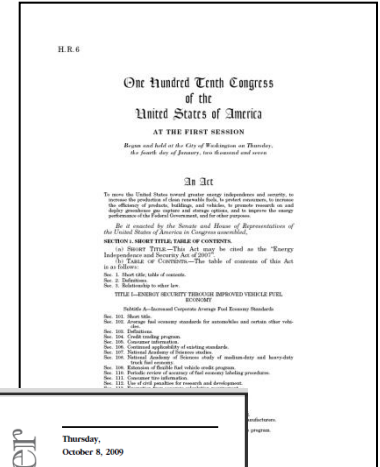 H. R. 6
One Hundred Tenth Congress
of the
United States of America
AT THE FIRST SESSION
Begun and held at the City of Washington on Thursday,
the fourth day of January, two thousand and seven
An Act
To move the United States toward greater energy independence and security, to
increase the production of clean renewable fuels, to protect consumers, to increase
the efficiency of products, buildings, and vehicles, to promote research on and
deploy greenhouse gas capture and storage options, and to improve the energy
performance of the Federal Government, and for other purposes.
Be it enacted by the Senate and House of Representatives of
the United States of America in Congress assembled,
SECTION 1. SHORT TITLE; TABLE OF CONTENTS.
(a) SHORT TITLE.—This Act may be cited as the "Energy
Independence and Security Act of 2007".
(b) TABLE OF CONTENTS.—The table of contents of this Act
is as follows:
Sec. 1. Short title; table of contents.
Sec. 2. Definitions.
Sec. 3. Relationship to other law.
TITLE I—ENERGY SECURITY THROUGH IMPROVED VEHICLE FUEL
ECONOMY
Subtitle A—Increased Corporate Average Fuel Economy Standards
Sec. 101. Short title.
Sec. 102. Average fuel economy standards for automobiles and certain other vehi-
cles.
Sec. 103. Definitions.
Sec. 104. Credit trading program.
Sec. 105. Consumer information.
Sec. 106. Continued applicability of existing standards.
Sec. 107. National Academy of Sciences studies.
Sec. 108. National Academy of Sciences study of medium-duty and heavy-duty
truck fuel economy.
Sec. 109. Extension of flexible fuel vehicle credit program.
Sec. 110. Periodic review of accuracy of fuel economy labeling procedures.
Sec. 111. Consumer tire information.
Sec. 112. Use of civil penalties for research and development.
program.
Thursday,
October 8, 2009